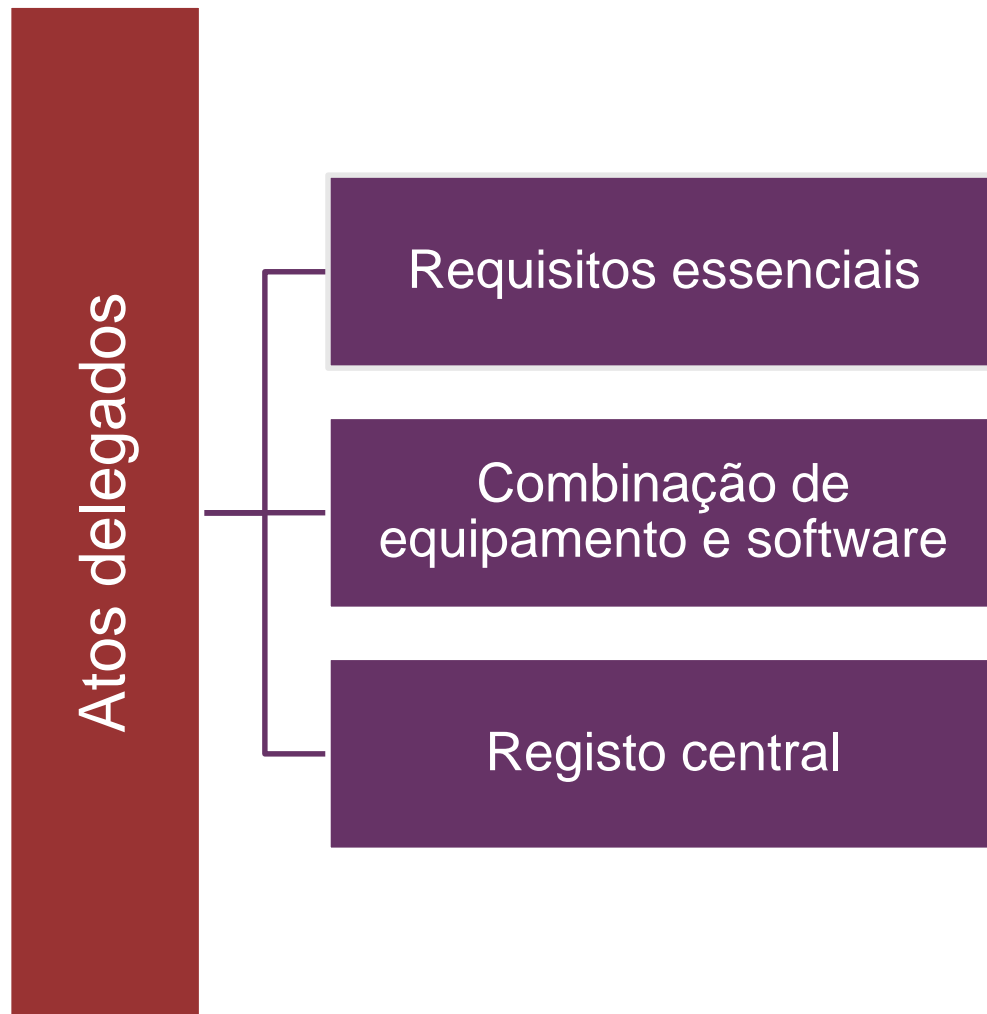 Atos delegados
Requisitos essenciais
Combinação de
equipamento e software
Registo central